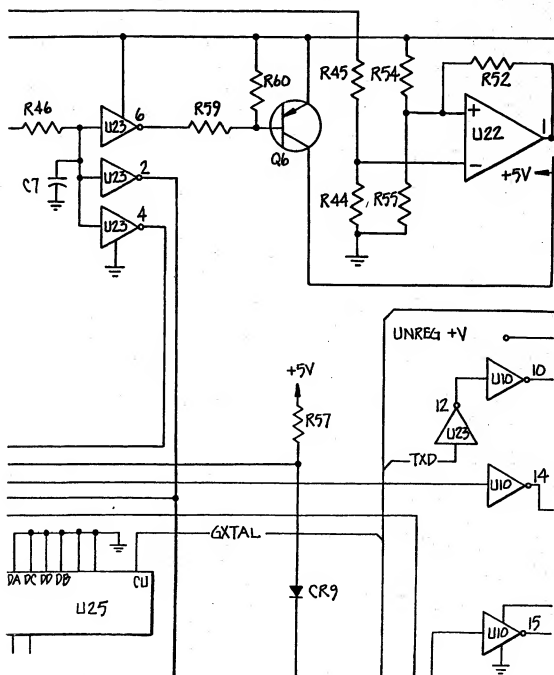 R60
R45
R54
R52
R46
U23
6
R59
+
U22
1
Q6
−
+5V
C7
U23
2
R44
R55
U23
4
UNREG +V
+5V
U10
10
12
U23
R57
TXD
U10
14
GXTAL
DA DC DD DB
CU
U25
CR9
U10
15